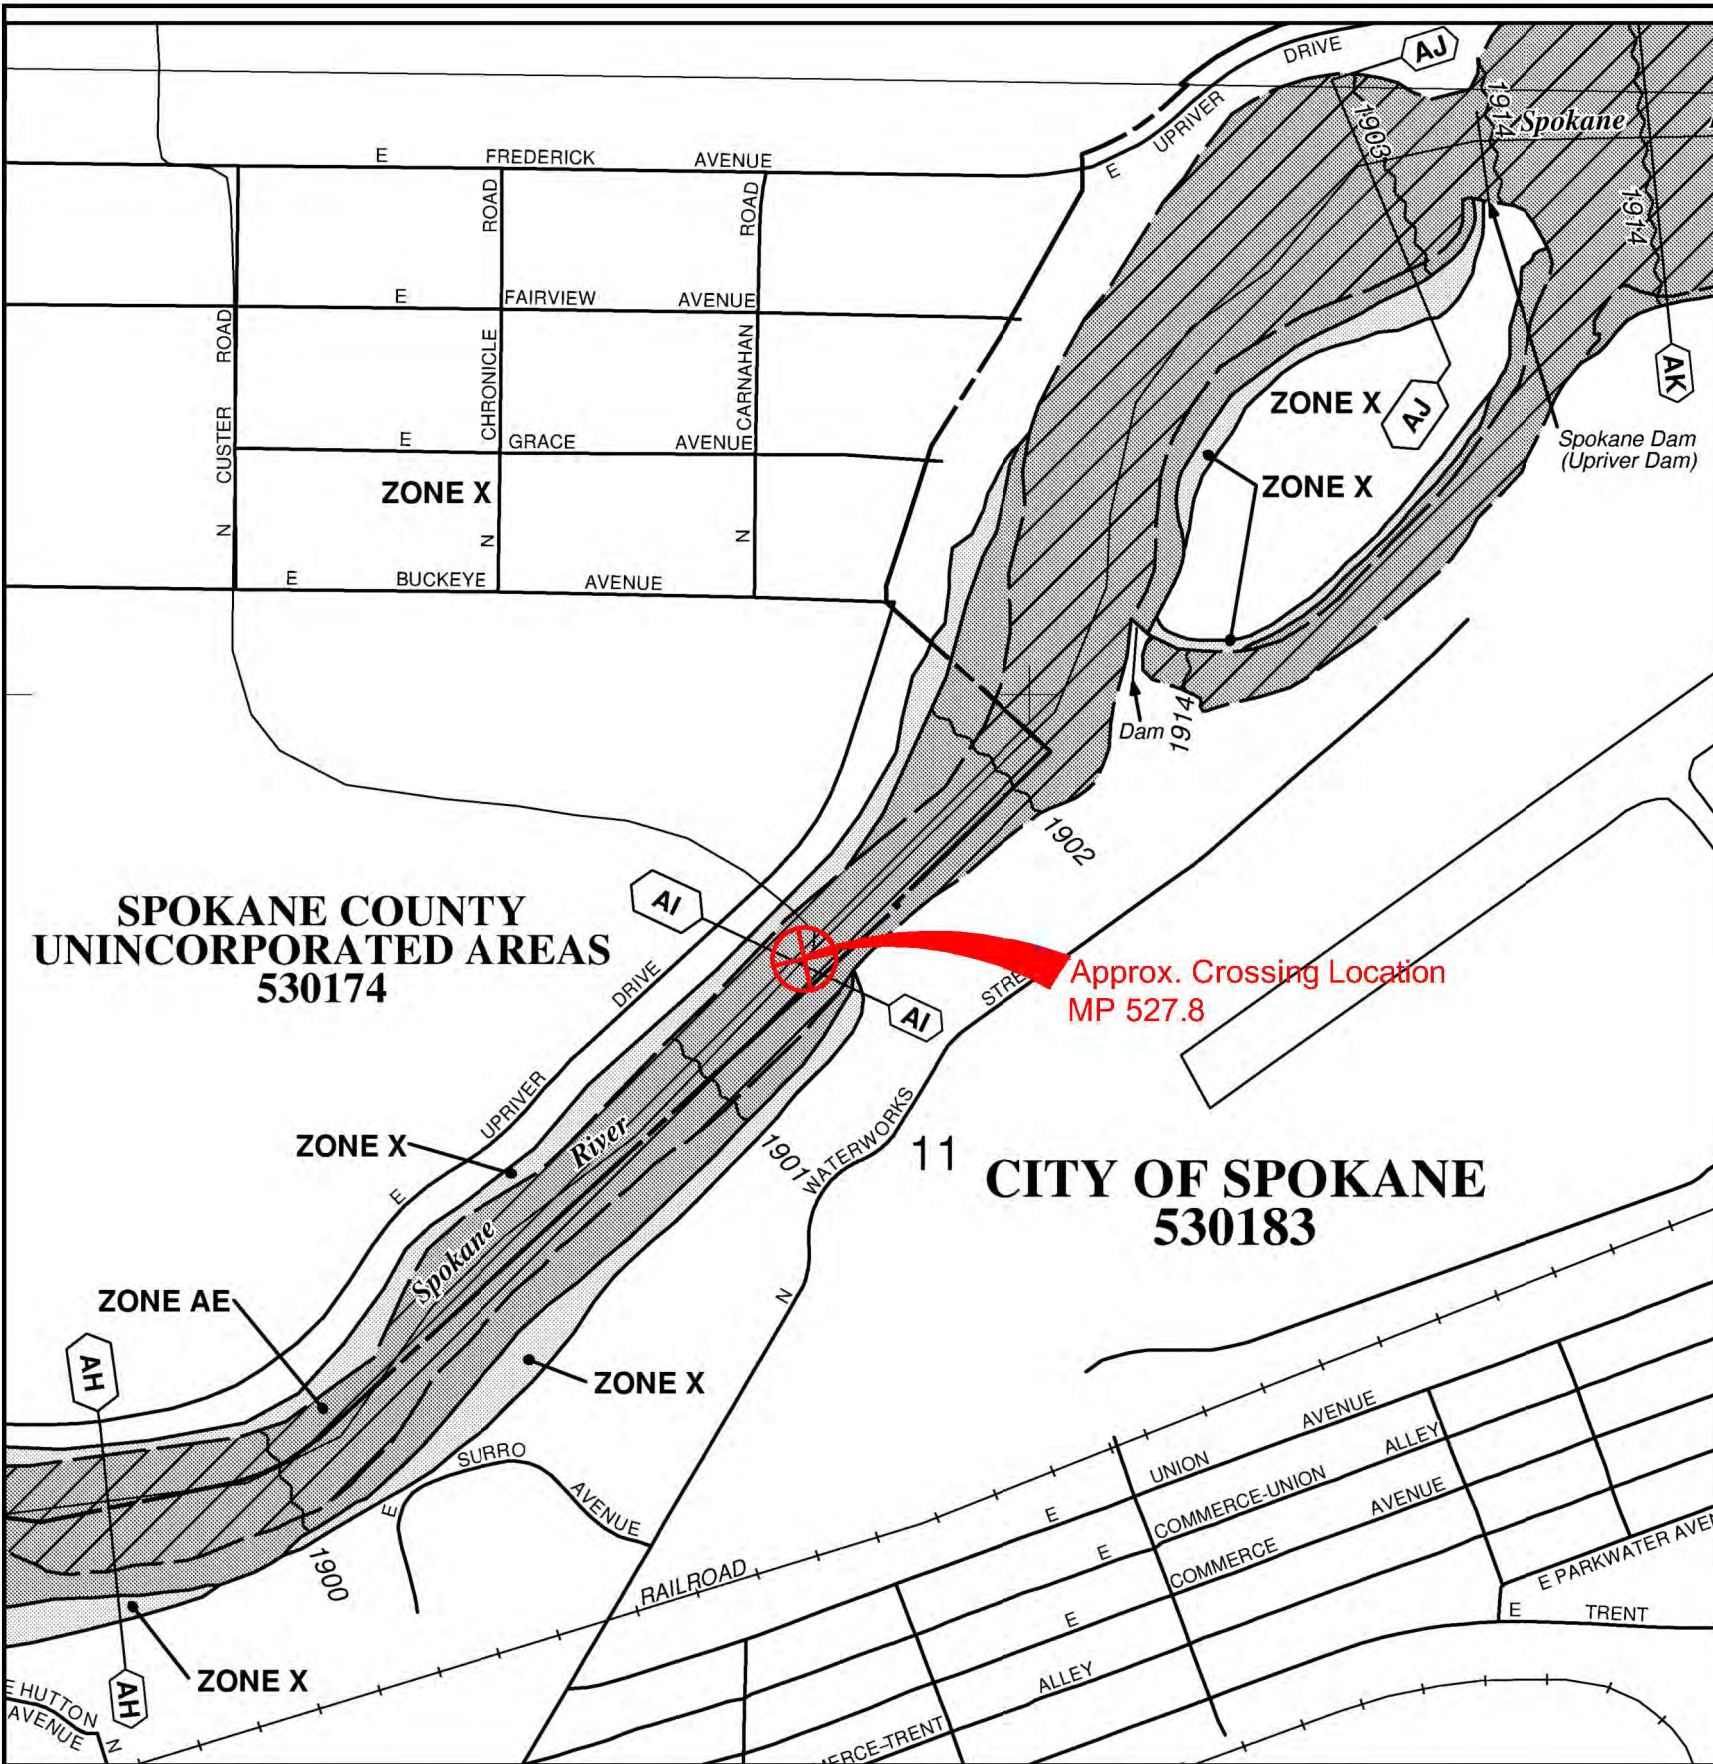 DRIVE
AJ
UPRIVER
E
1903
1914
Spokane
1914
E FREDERICK AVENUE
ROAD
ROAD
E FAIRVIEW AVENUE
N CUSTER ROAD
N CHRONICLE
N CARNAHAN
E GRACE AVENUE
ZONE X
E BUCKEYE AVENUE
ZONE X
AJ
AK
ZONE X
Spokane Dam
(Upriver Dam)
Dam
1914
1902
AI
SPOKANE COUNTY
UNINCORPORATED AREAS
530174
AI
Approx. Crossing Location
MP 527.8
E UPRIVER DRIVE
N WATERWORKS
1901
11
CITY OF SPOKANE
530183
ZONE X
Spokane River
ZONE AE
AH
ZONE X
E SURRO AVENUE
1900
ZONE X
AH
E HUTTON
AVENUE
N
RAILROAD
E UNION AVENUE
E COMMERCE-UNION ALLEY
E COMMERCE AVENUE
E PARKWATER
E TRENT
ALLEY